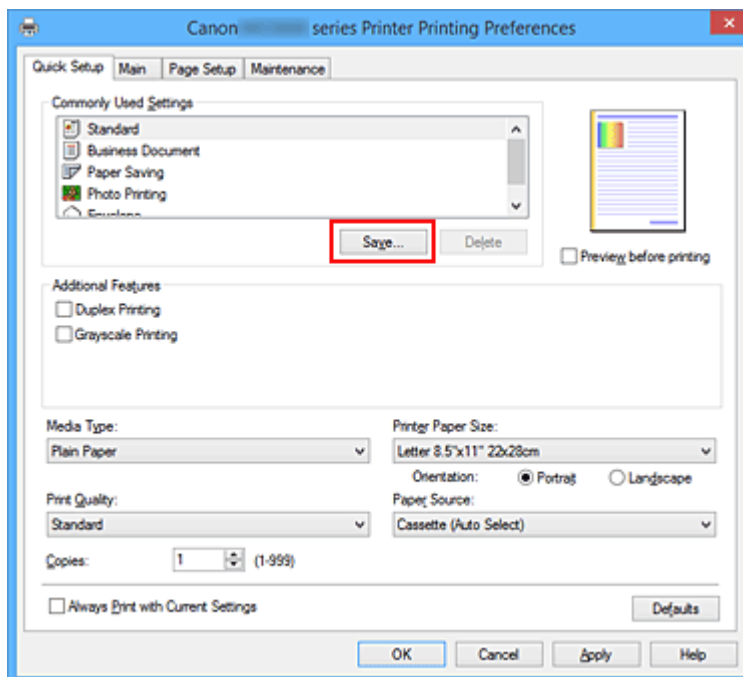 Canon series Printer Printing Preferences
Quick Setup Main Page Setup Maintenance
Commonly Used Settings
Standard
Business Document
Paper Saving
Photo Printing
Envelope
Save... Delete
Preview before printing
Additional Features
Duplex Printing
Grayscale Printing
Media Type: Printer Paper Size:
Plain Paper Letter 8.5"x11" 22x28cm
Orientation: Portrait Landscape
Print Quality: Paper Source:
Standard Cassette (Auto Select)
Copies: 1 (1-999)
Always Print with Current Settings Defaults
OK Cancel Apply Help